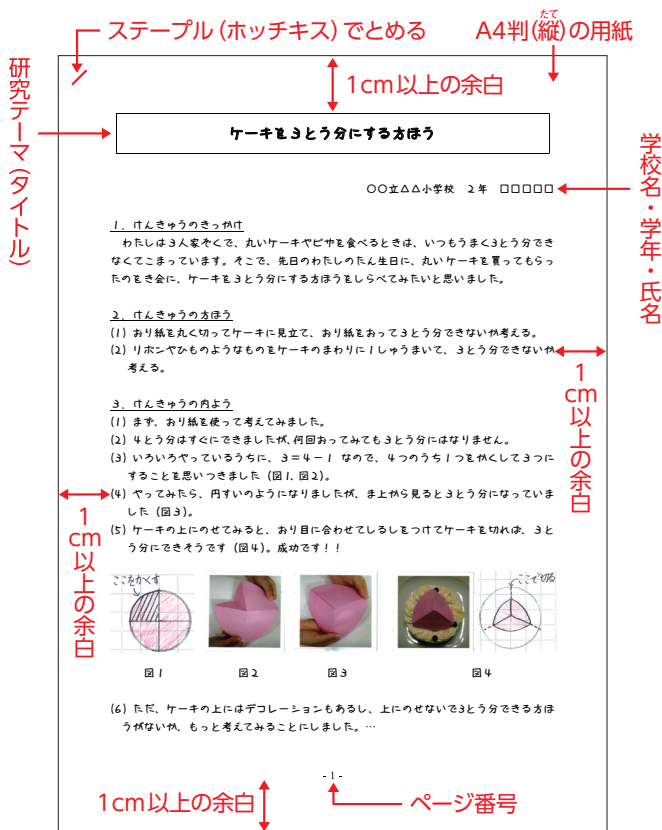 ステープル（ホッチキス）でとめる
A4判（縦）の用紙
たて
1cm以上の余白
研究テーマ（タイトル）
ケーキを3とう分にする方ほう
学校名・学年・氏名
〇〇立△△小学校　2年　□□□□□
1．けんきゅうのきっかけ
わたしは3人家ぞくで、丸いケーキやピザを食べるときは、いつもうまく3とう分でき
なくてこまっています。そこで、先日のわたしのたん生日に、丸いケーキを買ってもらっ
たのをき会に、ケーキを3とう分にする方ほうをしらべてみたいと思いました。
2．けんきゅうの方ほう
(1) おり紙を丸く切ってケーキに見立て、おり紙をおって3とう分できないか考える。
(2) リボンやひものようなものをケーキのまわりに1しゅうまいて、3とう分できないか
考える。
1cm以上の余白
3．けんきゅうの内よう
(1) まず、おり紙を使って考えてみました。
(2) 4とう分はすぐにできましたが、何回おってみても3とう分にはなりません。
(3) いろいろやっているうちに、3＝4－1 なので、4つのうち1つをかくして3つに
することを思いつきました（図1、図2）。
(4) やってみたら、円すいのようになりましたが、ま上から見ると3とう分になっていま
した（図3）。
(5) ケーキの上にのせてみると、おり目に合わせてしるしをつけてケーキを切れば、3と
う分にできそうです（図4）。成功です！！
1cm以上の余白
ここをかくす
ここで切る
図1
図2
図3
図4
(6) ただ、ケーキの上にはデコレーションもあるし、上にのせないで3とう分できる方ほ
うがないか、もっと考えてみることにしました。…
- 1 -
1cm以上の余白
ページ番号